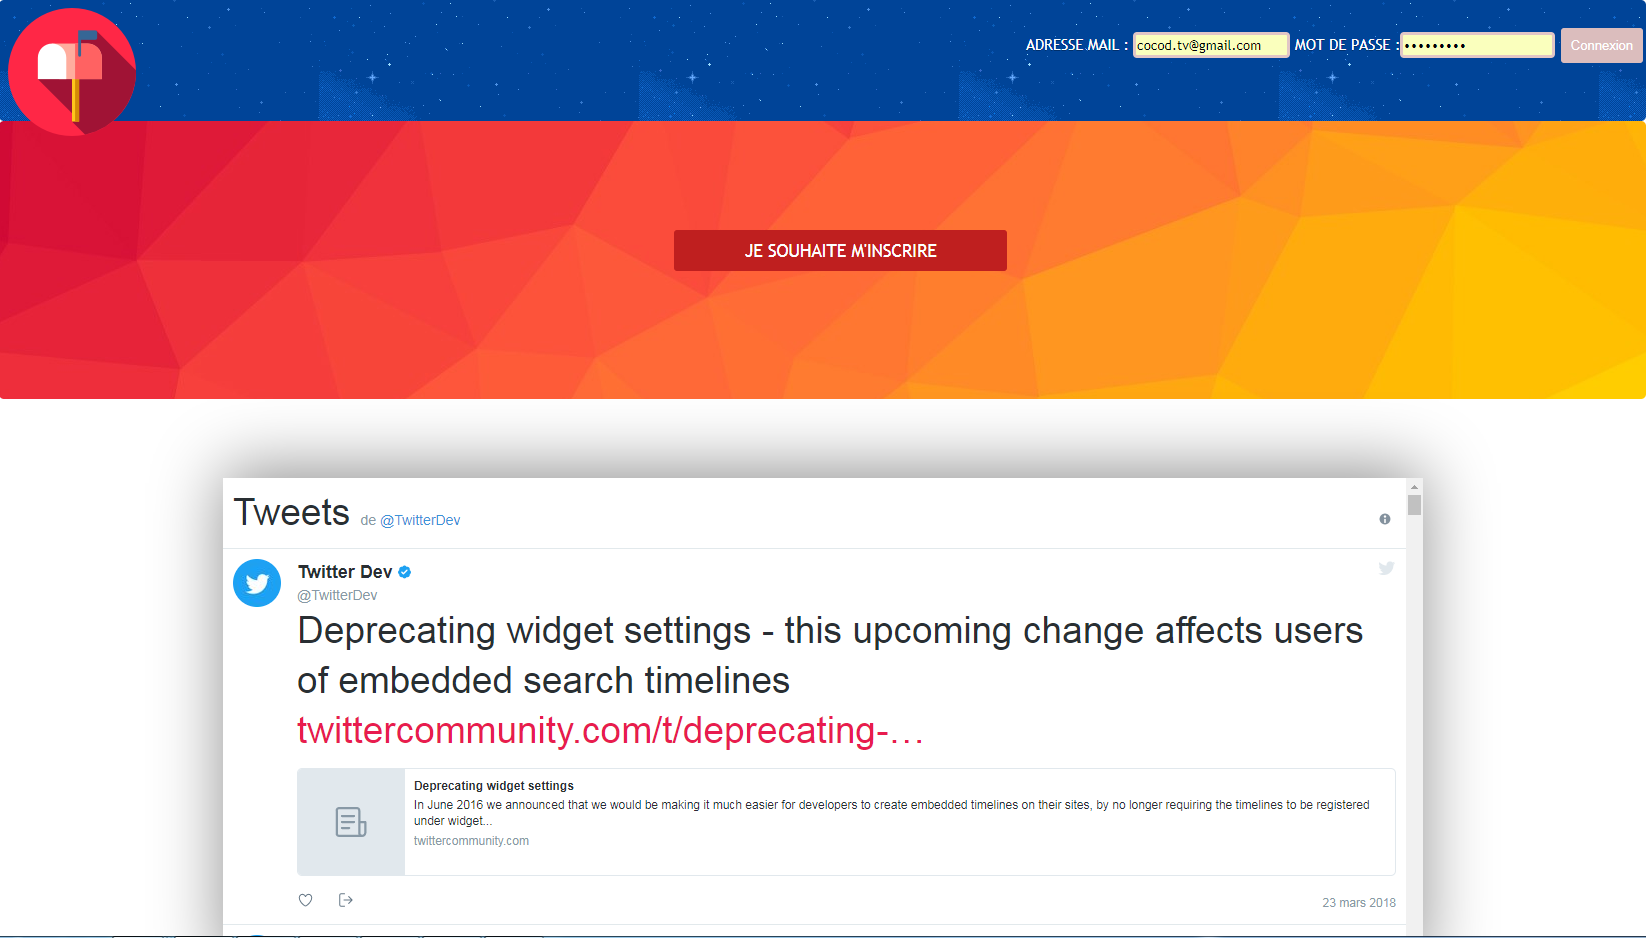 ADRESSE MAIL : cocod.tv@gmail.com MOT DE PASSE : ••••••••• Connexion
JE SOUHAITE M'INSCRIRE
Tweets de @TwitterDev
Twitter Dev
@TwitterDev
Deprecating widget settings - this upcoming change affects users
of embedded search timelines
twittercommunity.com/t/deprecating-…
Deprecating widget settings
In June 2016 we announced that we would be making it much easier for developers to create embedded timelines on their sites, by no longer requiring the timelines to be registered
under widget...
twittercommunity.com
23 mars 2018